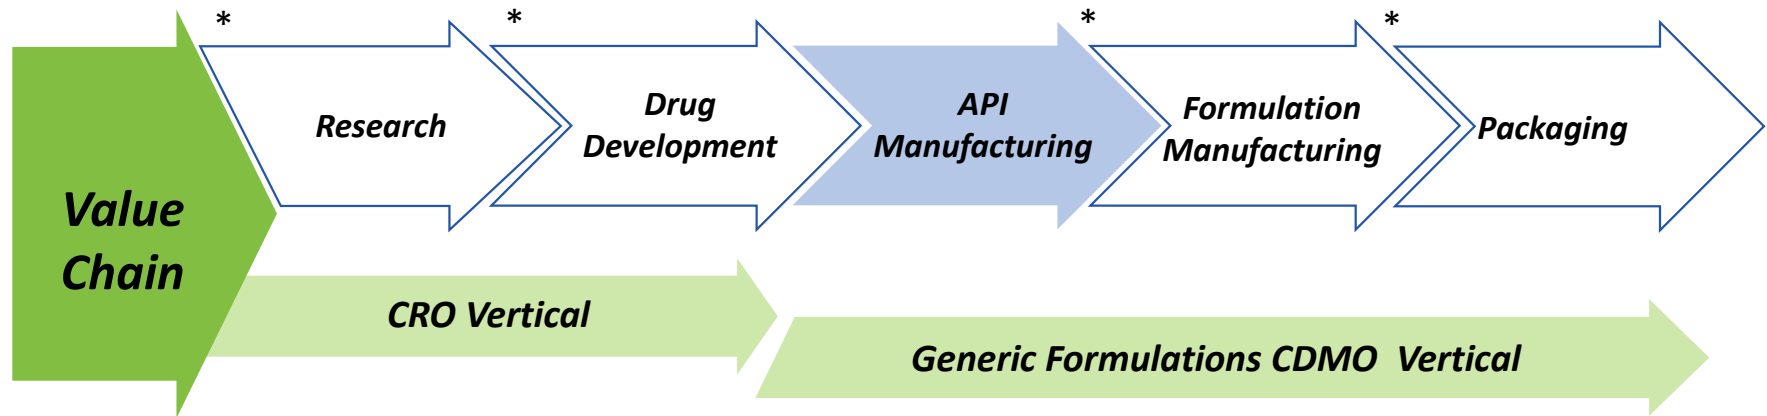 * * * *
Research
Drug
Development
API
Manufacturing
Formulation
Manufacturing
Packaging
Value
Chain
CRO Vertical
Generic Formulations CDMO Vertical